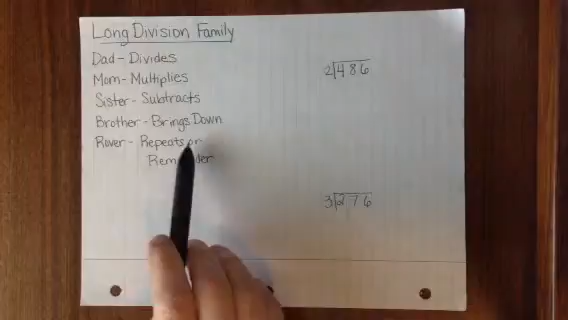 Long Division Family
Dad - Divides
Mom - Multiplies
Sister - Subtracts
Brother - Brings Down
Rover - Repeats or
2 486
3 276